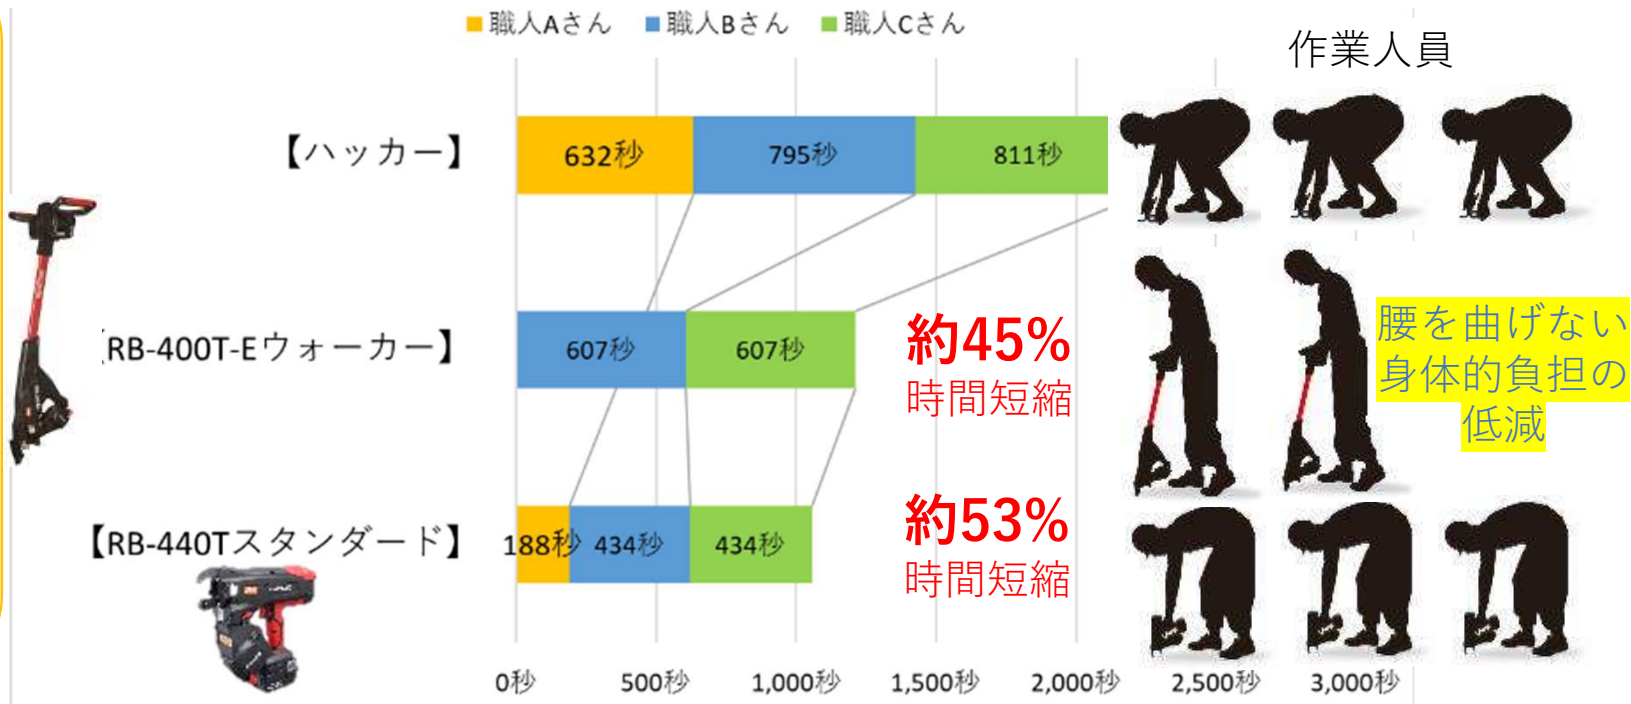 職人Aさん 職人Bさん 職人Cさん
作業人員
【ハッカー】
632秒 795秒 811秒
RB-400T-Eウォーカー】
607秒 607秒
約45%
時間短縮
腰を曲げない
身体的負担の
低減
【RB-440Tスタンダード】
188秒 434秒 434秒
約53%
時間短縮
0秒 500秒 1,000秒 1,500秒 2,000秒 2,500秒 3,000秒